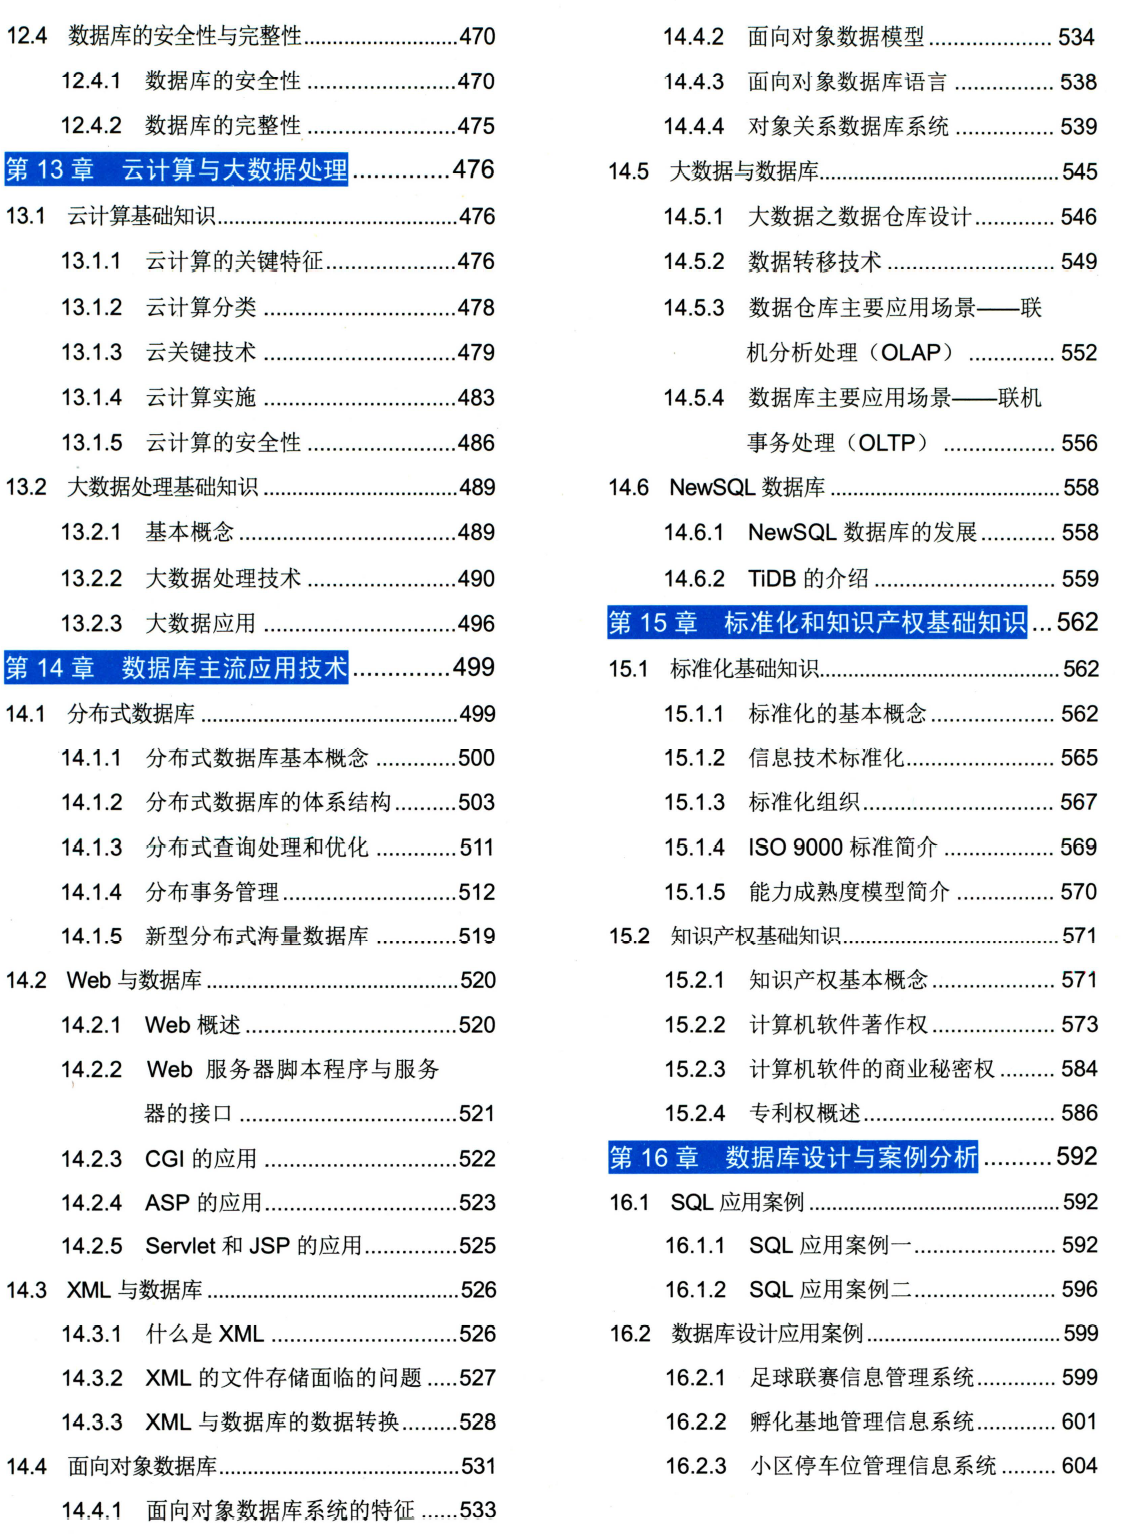 12.4 数据库的安全性与完整性..........................470
12.4.1 数据库的安全性........................475
12.4.2 数据库的完整性........................475
第 13 章 云计算与大数据处理..............476
13.1 云计算基础知识........................................476
13.1.1 云计算的关键特征.....................476
13.1.2 云计算分类...............................478
13.1.3 云关键技术...............................479
13.1.4 云计算实施...............................483
13.1.5 云计算的安全性........................486
13.2 大数据处理基础知识................................489
13.2.1 基本概念...................................489
13.2.2 大数据处理技术........................490
13.2.3 大数据应用...............................496
第 14 章 数据库主流应用技术..............499
14.1 分布式数据库...........................................499
14.1.1 分布式数据库基本概念.............500
14.1.2 分布式数据库的体系结构..........503
14.1.3 分布式查询处理和优化.............511
14.1.4 分布事务管理............................512
14.1.5 新型分布式海量数据库.............519
14.2 Web 与数据库..........................................520
14.2.1 Web 概述..................................520
14.2.2 Web 服务器脚本程序与服务
器的接口...................................521
14.2.3 CGI 的应用...............................522
14.2.4 ASP 的应用...............................523
14.2.5 Servlet 和 JSP 的应用...............525
14.3 XML 与数据库..........................................526
14.3.1 什么是 XML..............................526
14.3.2 XML 的文件存储面临的问题.....527
14.3.3 XML 与数据库的数据转换.........528
14.4 面向对象数据库........................................531
14.4.1 面向对象数据库系统的特征......533
14.4.2 面向对象数据模型.....................534
14.4.3 面向对象数据库语言.................538
14.4.4 对象关系数据库系统.................539
14.5 大数据与数据库........................................545
14.5.1 大数据之数据仓库设计.............546
14.5.2 数据转移技术............................549
14.5.3 数据仓库主要应用场景——联
机分析处理（OLAP）..............552
14.5.4 数据库主要应用场景——联机
事务处理（OLTP）..................556
14.6 NewSQL 数据库......................................558
14.6.1 NewSQL 数据库的发展............558
14.6.2 TiDB 的介绍.............................559
第 15 章 标准化和知识产权基础知识...562
15.1 标准化基础知识........................................562
15.1.1 标准化的基本概念.....................562
15.1.2 信息技术标准化........................565
15.1.3 标准化组织...............................567
15.1.4 ISO 9000 标准简介..................569
15.1.5 能力成熟度模型简介.................570
15.2 知识产权基础知识....................................571
15.2.1 知识产权基本概念.....................571
15.2.2 计算机软件著作权.....................573
15.2.3 计算机软件的商业秘密权.........584
15.2.4 专利权概述...............................586
第 16 章 数据库设计与案例分析..........592
16.1 SQL 应用案例..........................................592
16.1.1 SQL 应用案例一.......................592
16.1.2 SQL 应用案例二.......................596
16.2 数据库设计应用案例................................599
16.2.1 足球联赛信息管理系统.............599
16.2.2 孵化基地管理信息系统.............601
16.2.3 小区停车位管理信息系统.........604